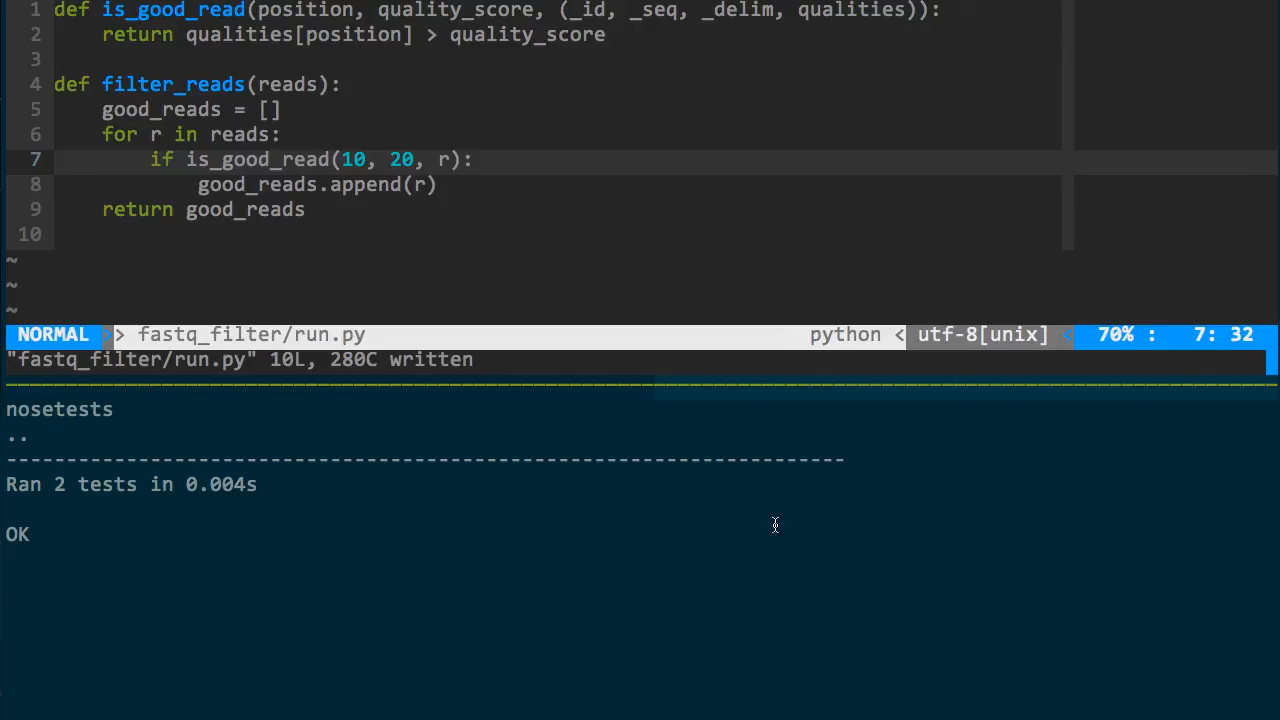 1 def is_good_read(position, quality_score, (_id, _seq, _delim, qualities)):
2     return qualities[position] > quality_score
3
4 def filter_reads(reads):
5     good_reads = []
6     for r in reads:
7         if is_good_read(10, 20, r):
8             good_reads.append(r)
9     return good_reads
10
~
~
~
NORMAL >> fastq_filter/run.py python < utf-8[unix] < 70% : 7: 32
"fastq_filter/run.py" 10L, 280C written
nosetests
..
----------------------------------------------------------------------
Ran 2 tests in 0.004s
OK